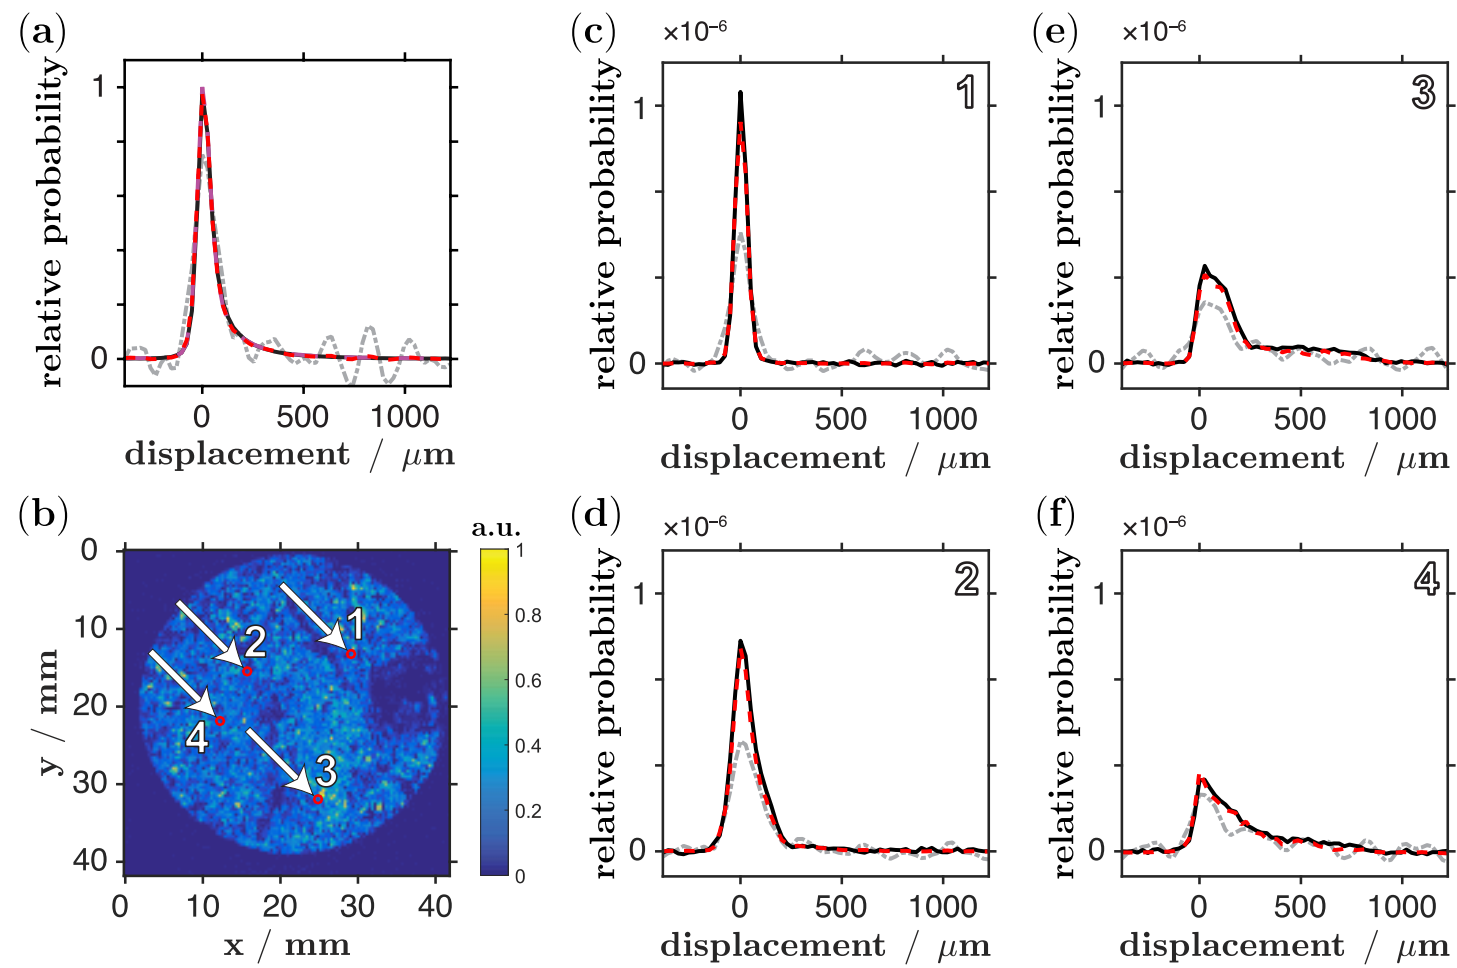 (a)
relative probability
1
0
0 500 1000
displacement / µm
(b)
a.u.
y / mm
0
10
20
30
40
0 10 20 30 40
x / mm
1
2
3
4
1
0.8
0.6
0.4
0.2
0
(c)
×10⁻⁶
relative probability
1
0
1
0 500 1000
displacement / µm
(d)
×10⁻⁶
relative probability
1
0
2
0 500 1000
displacement / µm
(e)
×10⁻⁶
relative probability
1
0
3
0 500 1000
displacement / µm
(f)
×10⁻⁶
relative probability
1
0
4
0 500 1000
displacement / µm